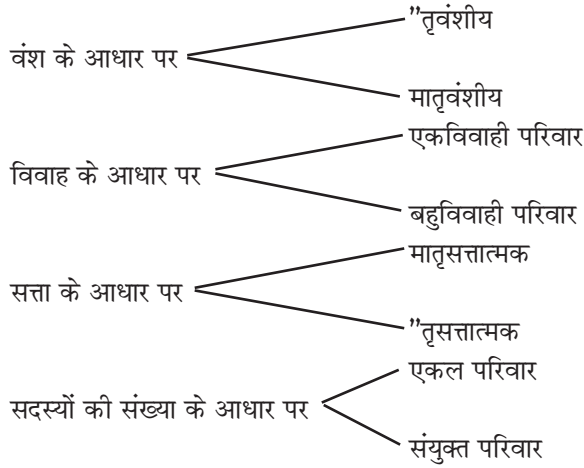 ”तृवंशीय
वंश के आधार पर
मातृवंशीय
एकविवाही परिवार
विवाह के आधार पर
बहुविवाही परिवार
मातृसत्तात्मक
सत्ता के आधार पर
”तृसत्तात्मक
एकल परिवार
सदस्यों की संख्या के आधार पर
संयुक्त परिवार